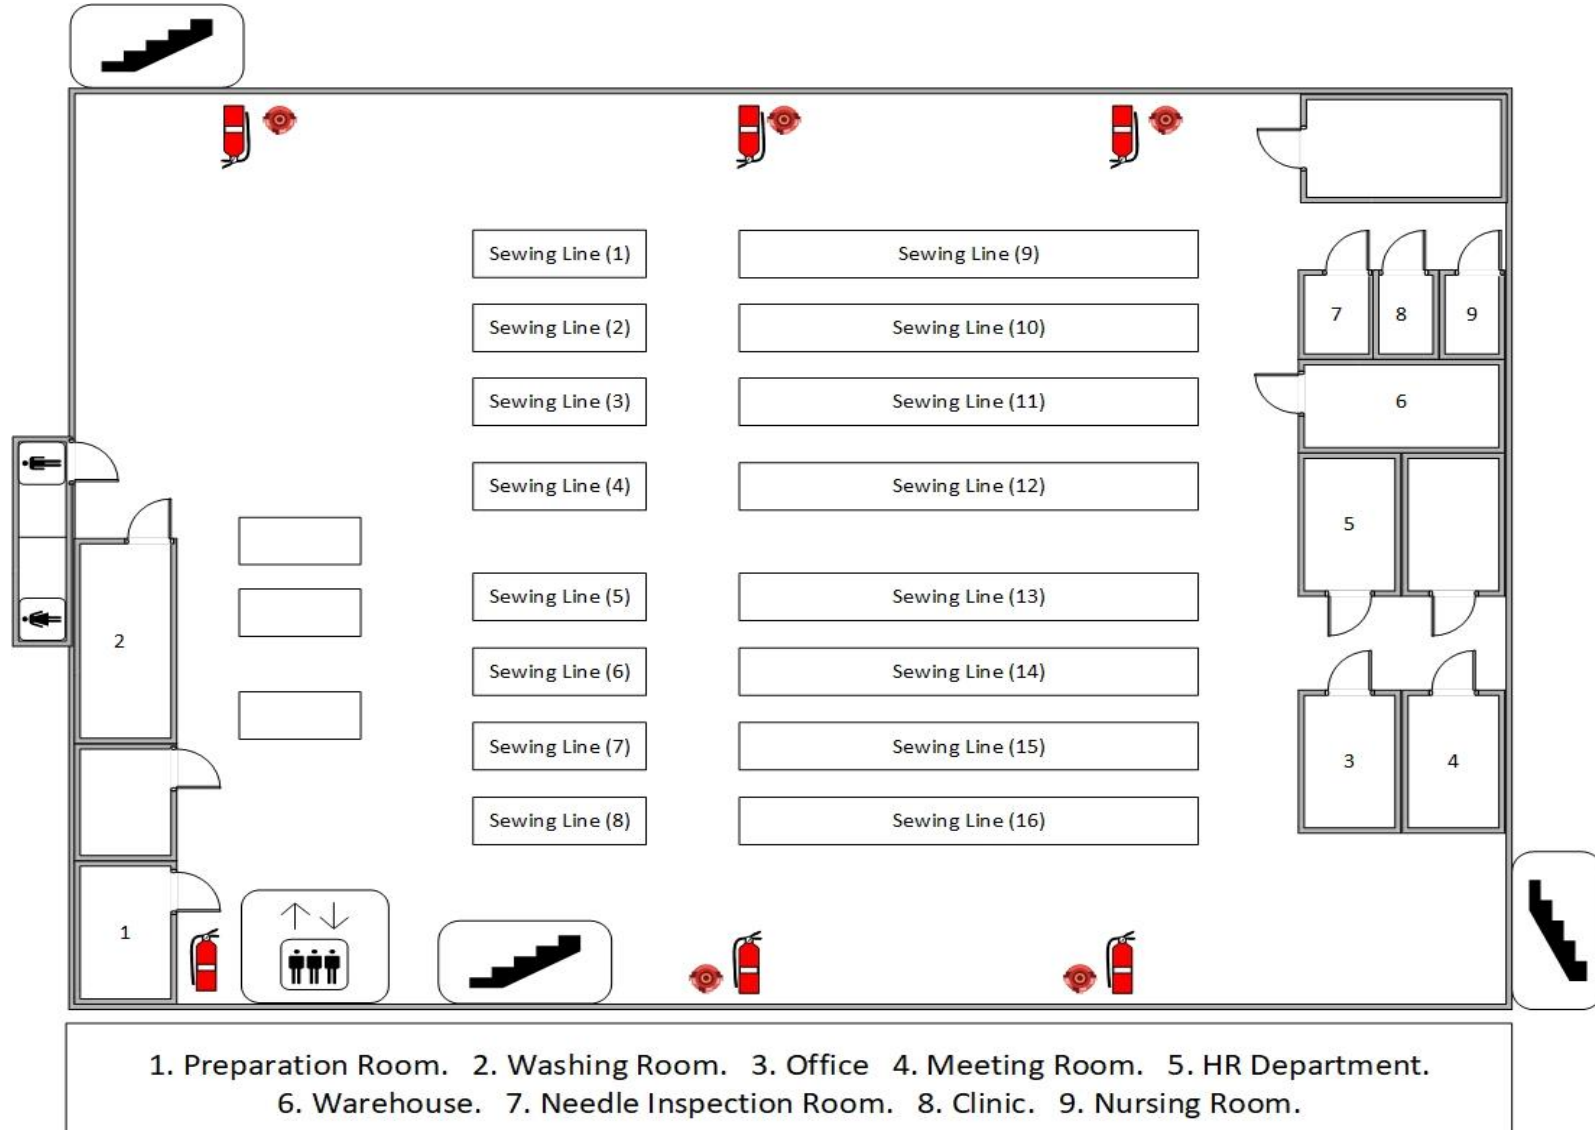 Sewing Line (1)
Sewing Line (9)
Sewing Line (2)
Sewing Line (10)
7
8
9
Sewing Line (3)
Sewing Line (11)
6
Sewing Line (4)
Sewing Line (12)
5
Sewing Line (5)
Sewing Line (13)
2
Sewing Line (6)
Sewing Line (14)
Sewing Line (7)
Sewing Line (15)
3
4
Sewing Line (8)
Sewing Line (16)
1
1. Preparation Room. 2. Washing Room. 3. Office 4. Meeting Room. 5. HR Department.
6. Warehouse. 7. Needle Inspection Room. 8. Clinic. 9. Nursing Room.